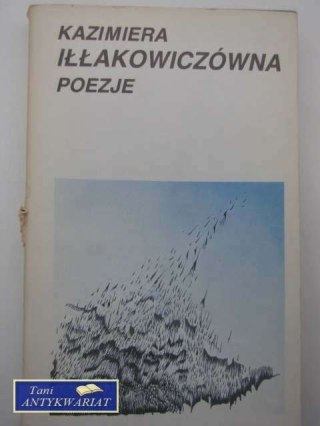 KAZIMIERA
IŁŁAKOWICZÓWNA
POEZJE
Tani
ANTYKWARIAT